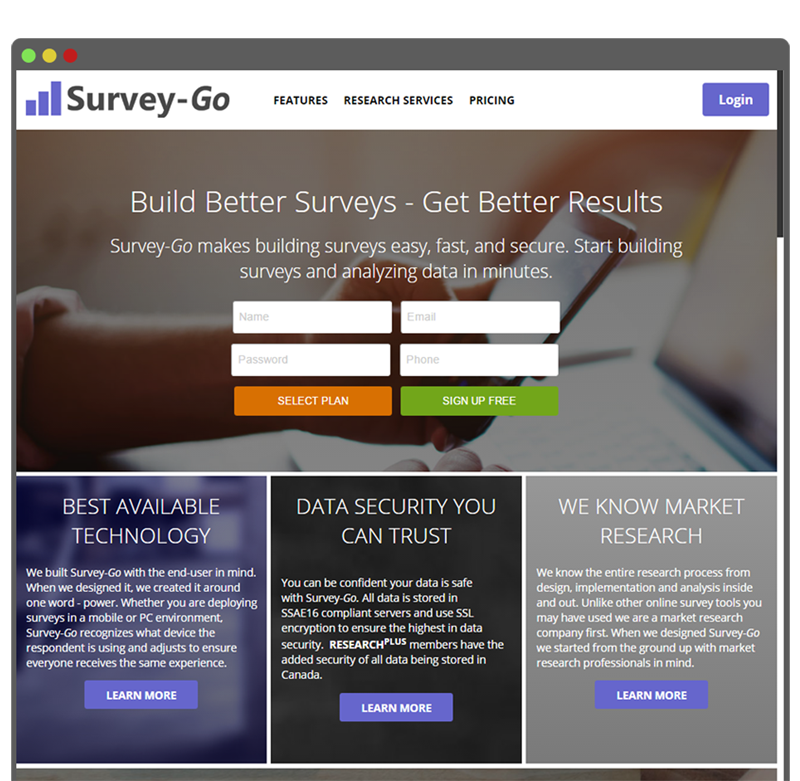 Survey-Go
FEATURES RESEARCH SERVICES PRICING
Login
Build Better Surveys - Get Better Results
Survey-Go makes building surveys easy, fast, and secure. Start building
surveys and analyzing data in minutes.
Name Email
Password Phone
SELECT PLAN SIGN UP FREE
BEST AVAILABLE
TECHNOLOGY
We built Survey-Go with the end-user in mind.
When we designed it, we created it around
one word - power. Whether you are deploying
surveys in a mobile or PC environment,
Survey-Go recognizes what device the
respondent is using and adjusts to ensure
everyone receives the same experience.
LEARN MORE
DATA SECURITY YOU
CAN TRUST
You can be confident your data is safe
with Survey-Go. All data is stored in
SSAE16 compliant servers and use SSL
encryption to ensure the highest in data
security. RESEARCHPLUS members have the
added security of all data being stored in
Canada.
LEARN MORE
WE KNOW MARKET
RESEARCH
We know the entire research process from
design, implementation and analysis inside
and out. Unlike other online survey tools you
may have used we are a market research
company first. When we designed Survey-Go
we started from the ground up with market
research professionals in mind.
LEARN MORE